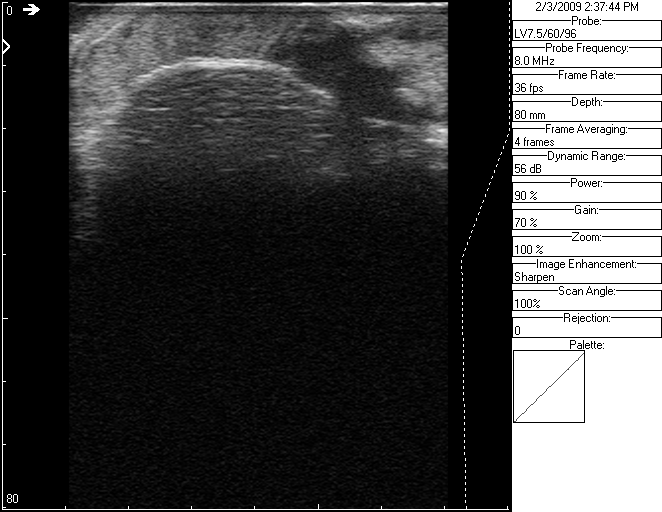 0
80
2/3/2009 2:37:44 PM
Probe:
LV7.5/60/96
Probe Frequency:
8.0 MHz
Frame Rate:
36 fps
Depth:
80 mm
Frame Averaging:
4 frames
Dynamic Range:
56 dB
Power:
90 %
Gain:
70 %
Zoom:
100 %
Image Enhancement:
Sharpen
Scan Angle:
100%
Rejection:
0
Palette: